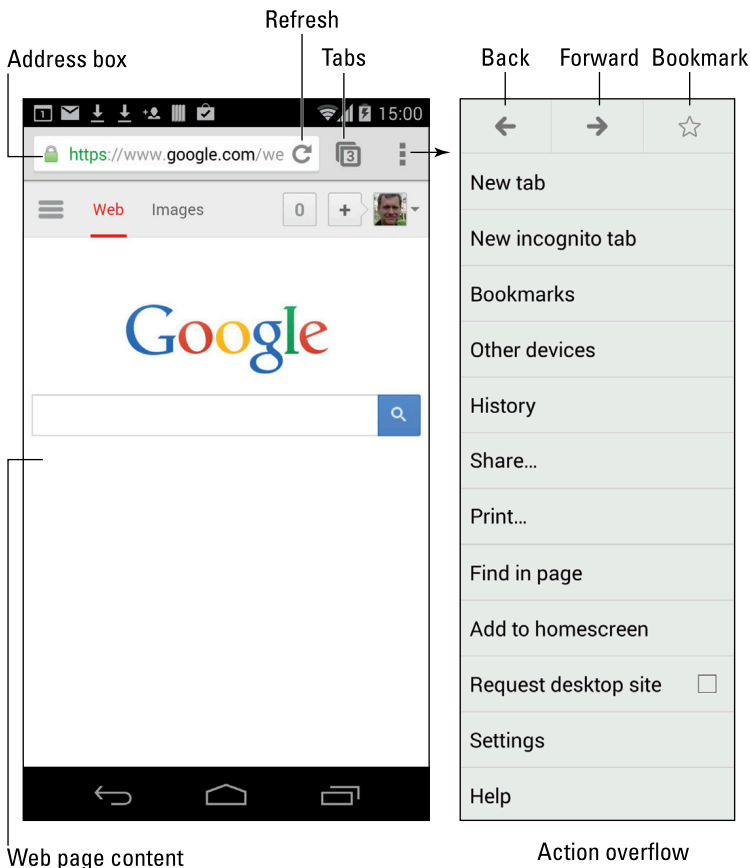 Refresh
Address box
Tabs
Back
Forward
Bookmark
1
15:00
https://www.google.com/we
3
Web
Images
0
+
Google
New tab
New incognito tab
Bookmarks
Other devices
History
Share...
Print...
Find in page
Add to homescreen
Request desktop site
Settings
Help
Web page content
Action overflow